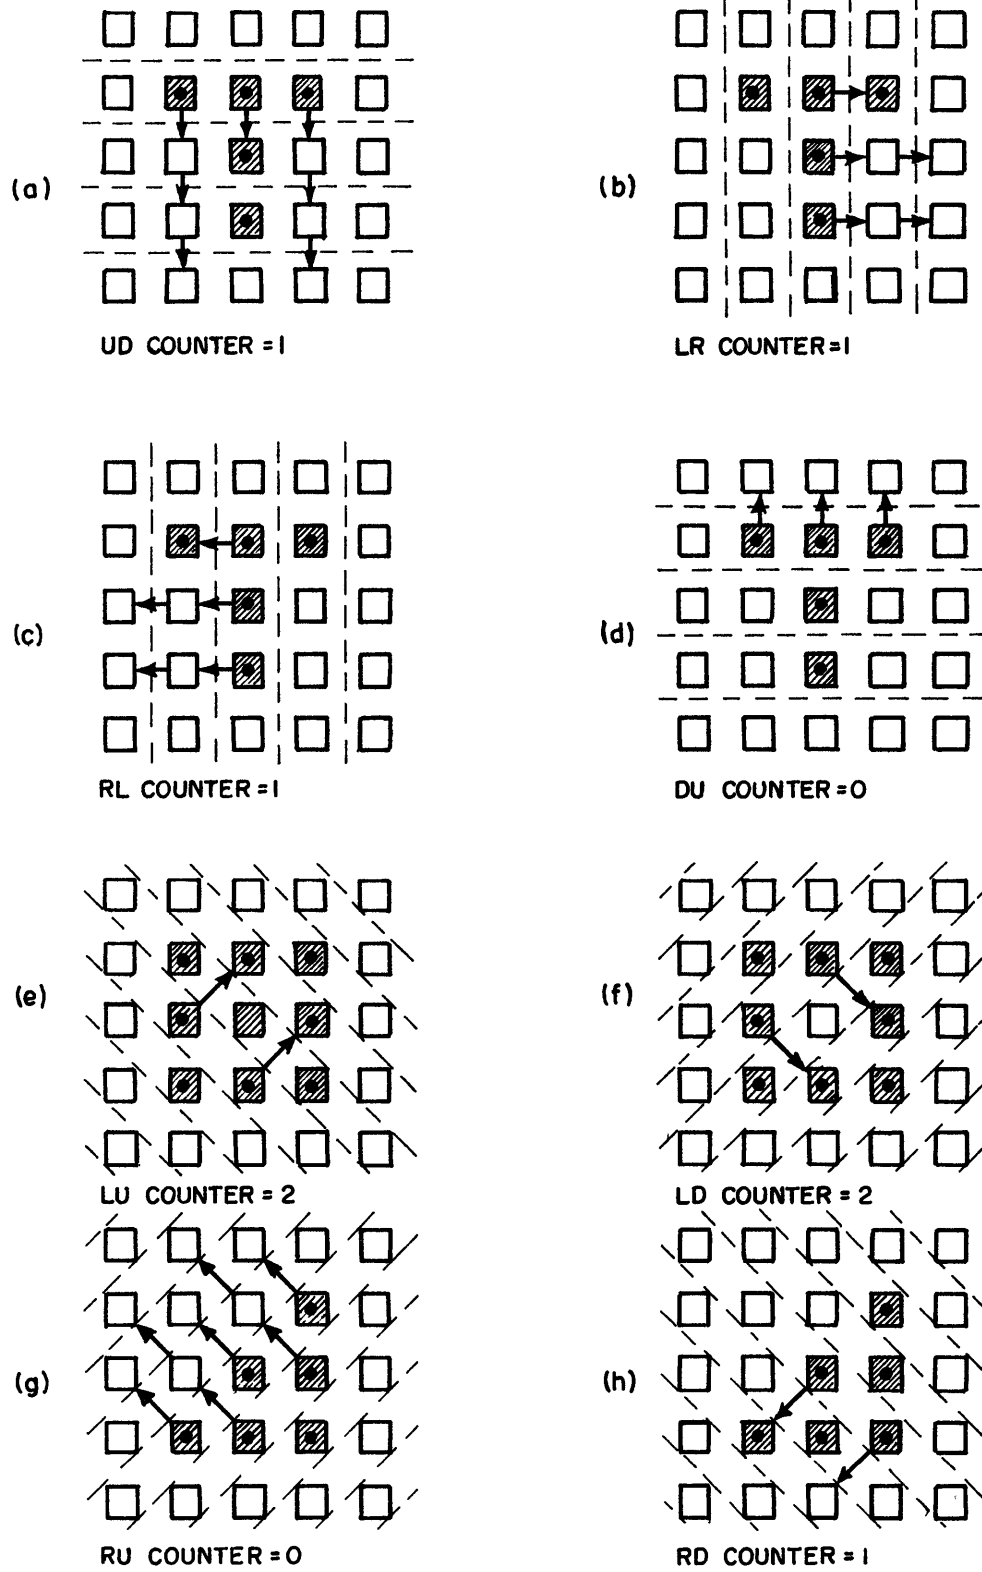 (a)
UD COUNTER = 1
(b)
LR COUNTER=1
(c)
RL COUNTER = 1
(d)
DU COUNTER = 0
(e)
LU COUNTER = 2
(f)
LD COUNTER = 2
(g)
RU COUNTER = 0
(h)
RD COUNTER = 1